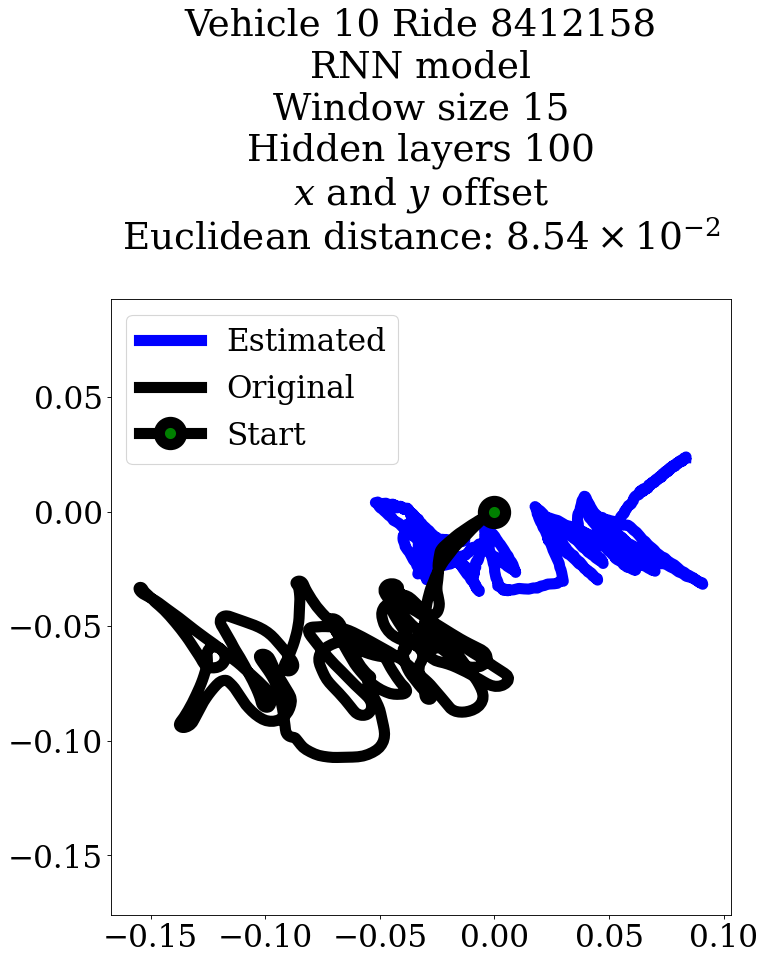 Vehicle 10 Ride 8412158
RNN model
Window size 15
Hidden layers 100
x and y offset
Euclidean distance: 8.54 × 10⁻²
Estimated
Original
Start
0.05
0.00
−0.05
−0.10
−0.15
−0.15 −0.10 −0.05 0.00 0.05 0.10